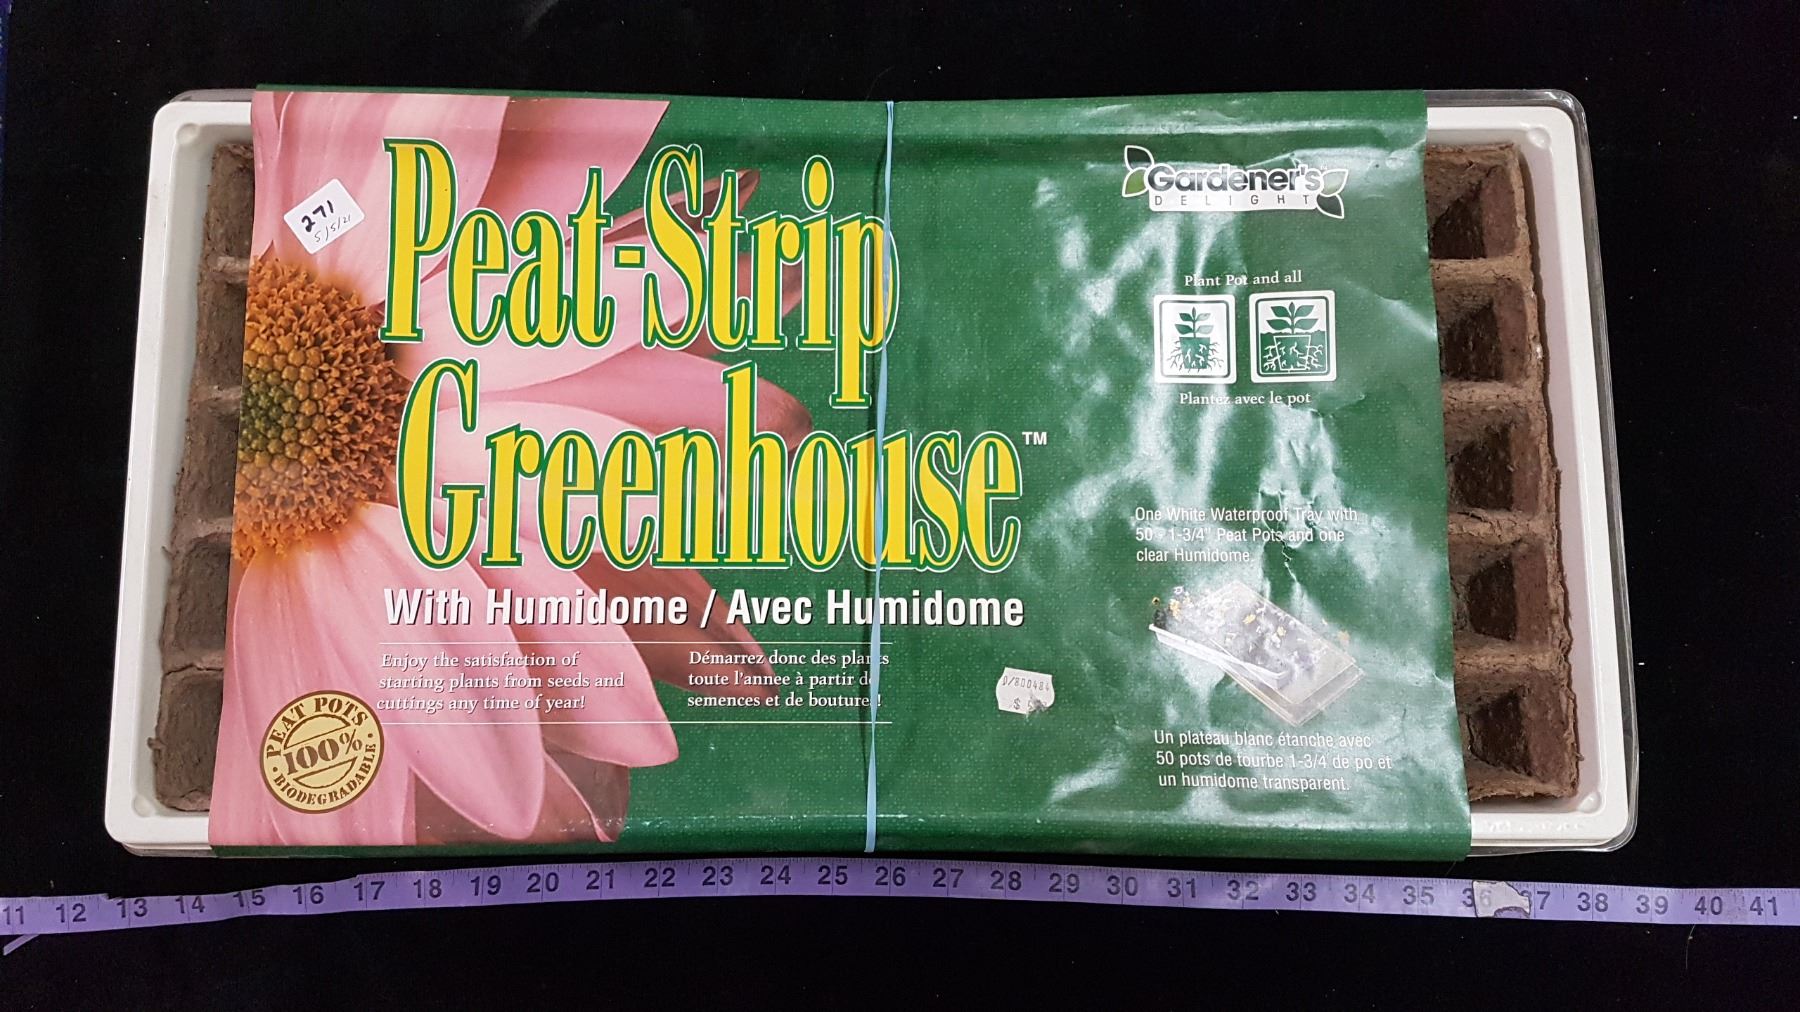 271
5/5/21
Peat-Strip
Greenhouse™
With Humidome / Avec Humidome
Enjoy the satisfaction of
starting plants from seeds and
cuttings any time of year!
Démarrez donc des plants
toute l'annee à partir de
semences et de bouture !
PEAT POTS
100%
BIODEGRADABLE
Gardener's
DELIGHT
Plant Pot and all
Plantez avec le pot
One White Waterproof Tray with
50 - 1-3/4" Peat Pots and one
clear Humidome.
0/800484
$
Un plateau blanc étanche avec
50 pots de tourbe 1-3/4 de po et
un humidome transparent.
11 12 13 14 15 16 17 18 19 20 21 22 23 24 25 26 27 28 29 30 31 32 33 34 35 36 37 38 39 40 41